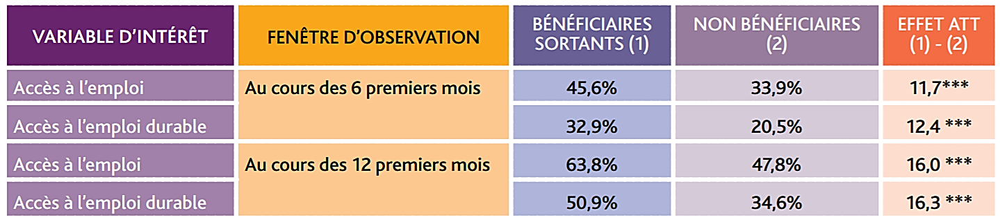 VARIABLE D’INTÉRÊT
FENÊTRE D’OBSERVATION
BÉNÉFICIAIRES
SORTANTS (1)
NON BÉNÉFICIAIRES
(2)
EFFET ATT
(1) - (2)
Accès à l’emploi
Au cours des 6 premiers mois
45,6%
33,9%
11,7***
Accès à l’emploi durable
32,9%
20,5%
12,4 ***
Accès à l’emploi
Au cours des 12 premiers mois
63,8%
47,8%
16,0 ***
Accès à l’emploi durable
50,9%
34,6%
16,3 ***